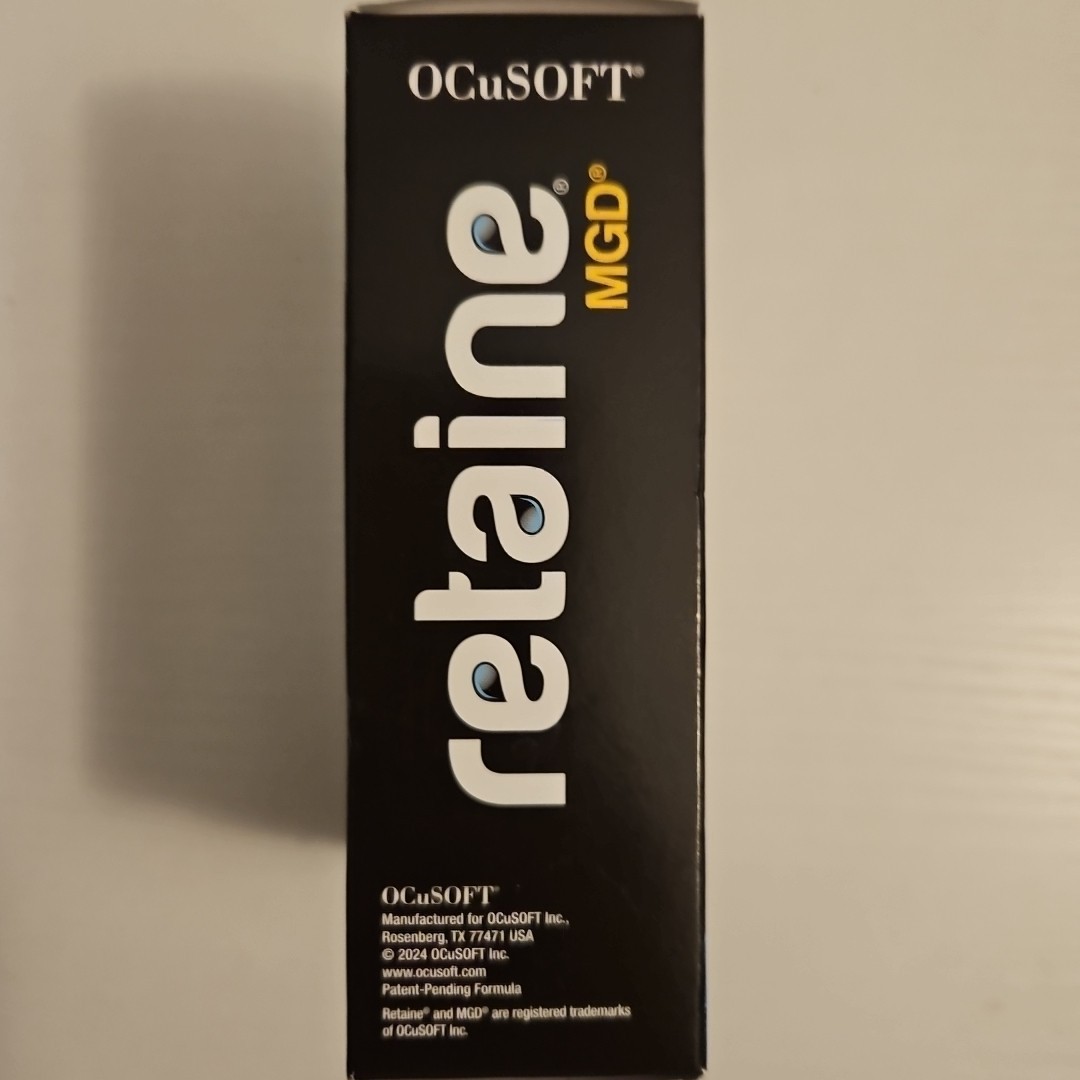 OCuSOFT®
retaine®
MGD®
OCuSOFT®
Manufactured for OCuSOFT Inc.,
Rosenberg, TX 77471 USA
© 2024 OCuSOFT Inc.
www.ocusoft.com
Patent-Pending Formula
Retaine® and MGD® are registered trademarks
of OCuSOFT Inc.